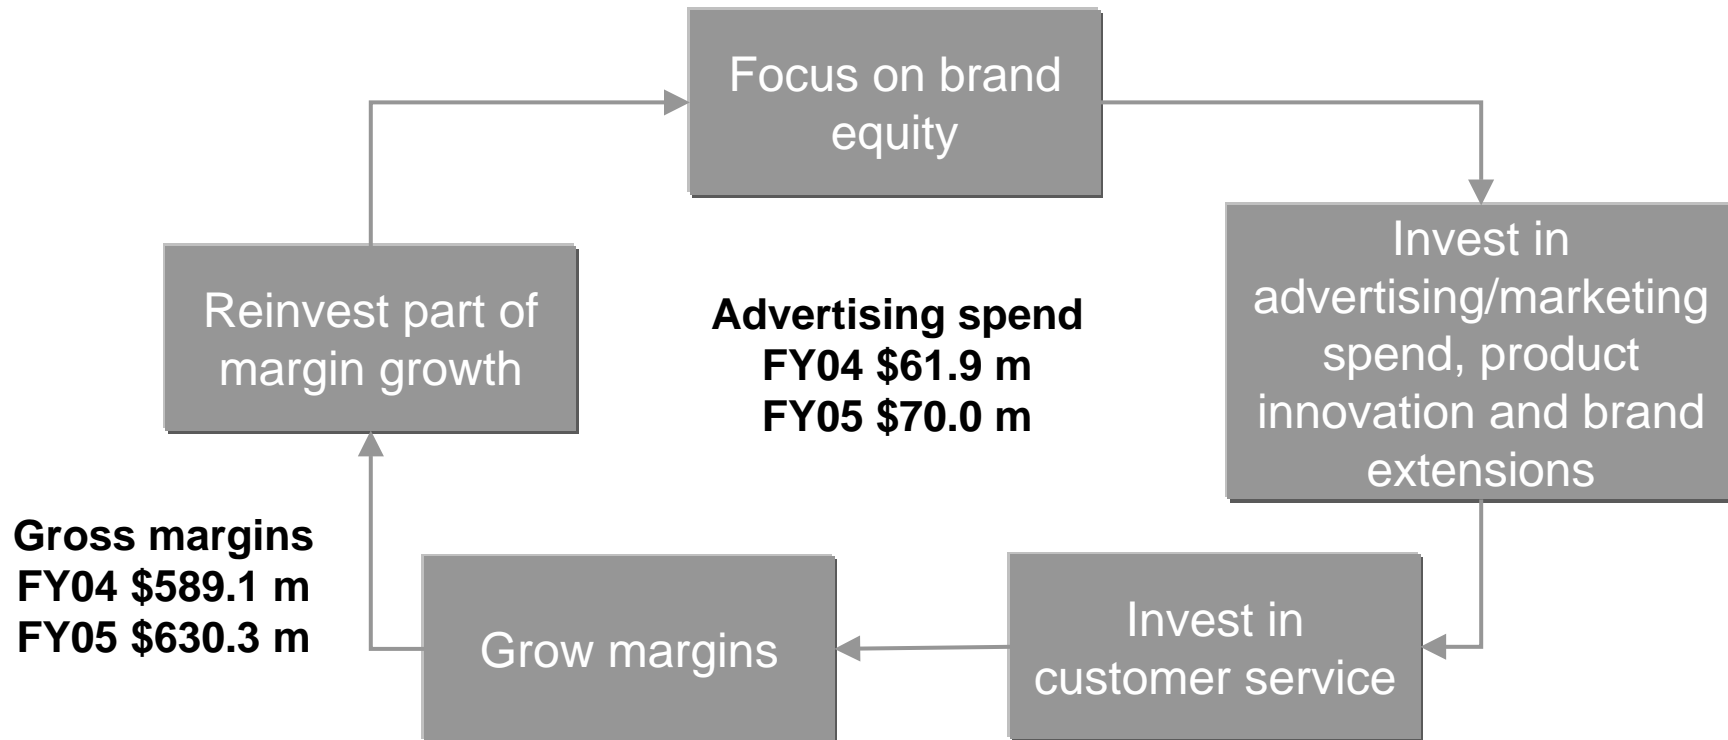 Focus on brand
equity
Invest in
advertising/marketing
spend, product
innovation and brand
extensions
Reinvest part of
margin growth
Advertising spend
FY04 $61.9 m
FY05 $70.0 m
Gross margins
FY04 $589.1 m
FY05 $630.3 m
Grow margins
Invest in
customer service